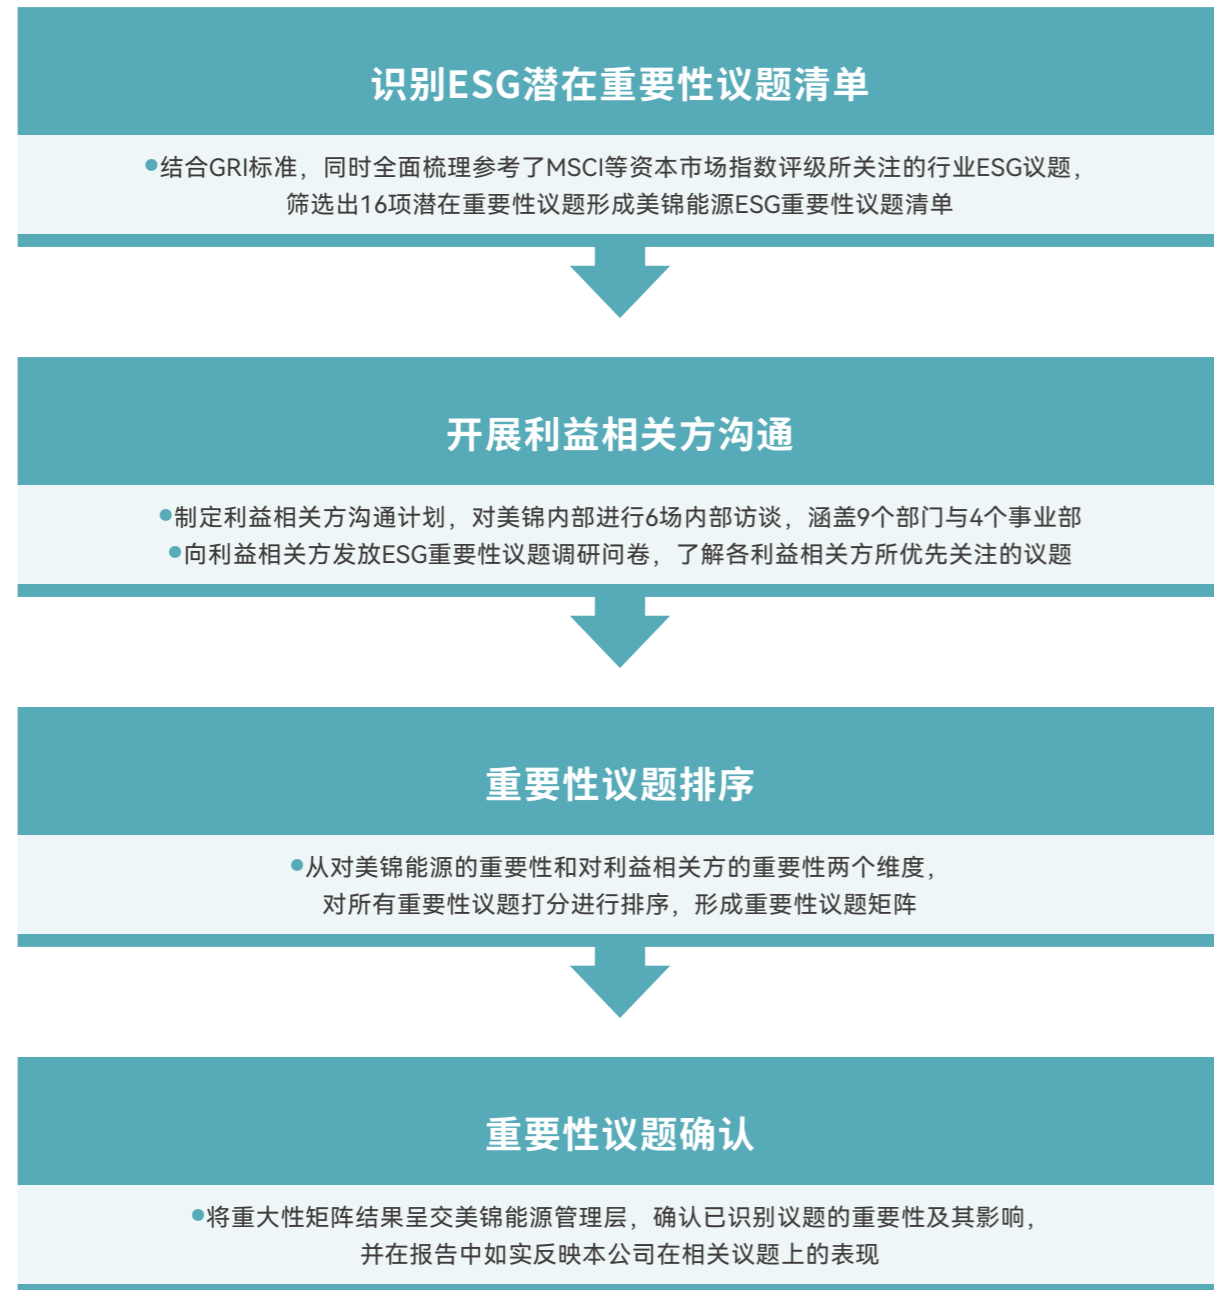 识别ESG潜在重要性议题清单
●结合GRI标准，同时全面梳理参考了MSCI等资本市场指数评级所关注的行业ESG议题，
筛选出16项潜在重要性议题形成美锦能源ESG重要性议题清单
开展利益相关方沟通
●制定利益相关方沟通计划，对美锦内部进行6场内部访谈，涵盖9个部门与4个事业部
●向利益相关方发放ESG重要性议题调研问卷，了解各利益相关方所优先关注的议题
重要性议题排序
●从对美锦能源的重要性和对利益相关方的重要性两个维度，
对所有重要性议题打分进行排序，形成重要性议题矩阵
重要性议题确认
●将重大性矩阵结果呈交美锦能源管理层，确认已识别议题的重要性及其影响，
并在报告中如实反映本公司在相关议题上的表现